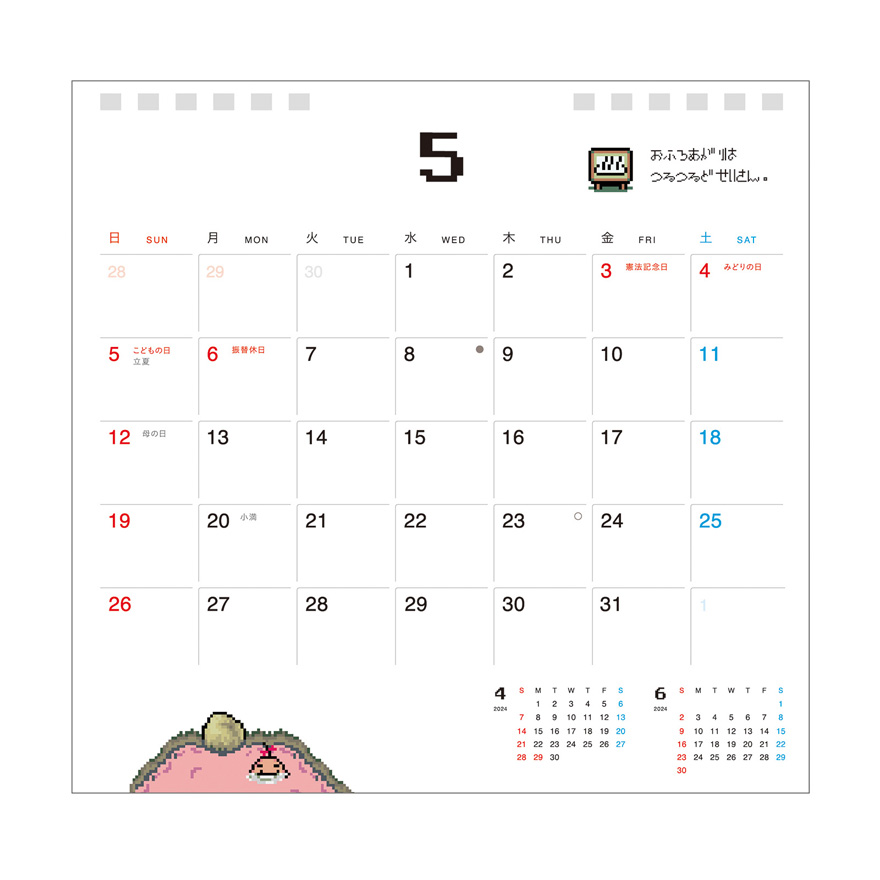 5
おふろあがりは
つるつるどせいさん。
日 SUN 月 MON 火 TUE 水 WED 木 THU 金 FRI 土 SAT
28 29 30 1 2 3 憲法記念日 4 みどりの日
5 こどもの日 6 振替休日 7 8 9 10 11
立夏
12 母の日 13 14 15 16 17 18
19 20 小満 21 22 23 24 25
26 27 28 29 30 31 1
4
2024
S M T W T F S
1 2 3 4 5 6
7 8 9 10 11 12 13
14 15 16 17 18 19 20
21 22 23 24 25 26 27
28 29 30
6
2024
S M T W T F S
1
2 3 4 5 6 7 8
9 10 11 12 13 14 15
16 17 18 19 20 21 22
23 24 25 26 27 28 29
30